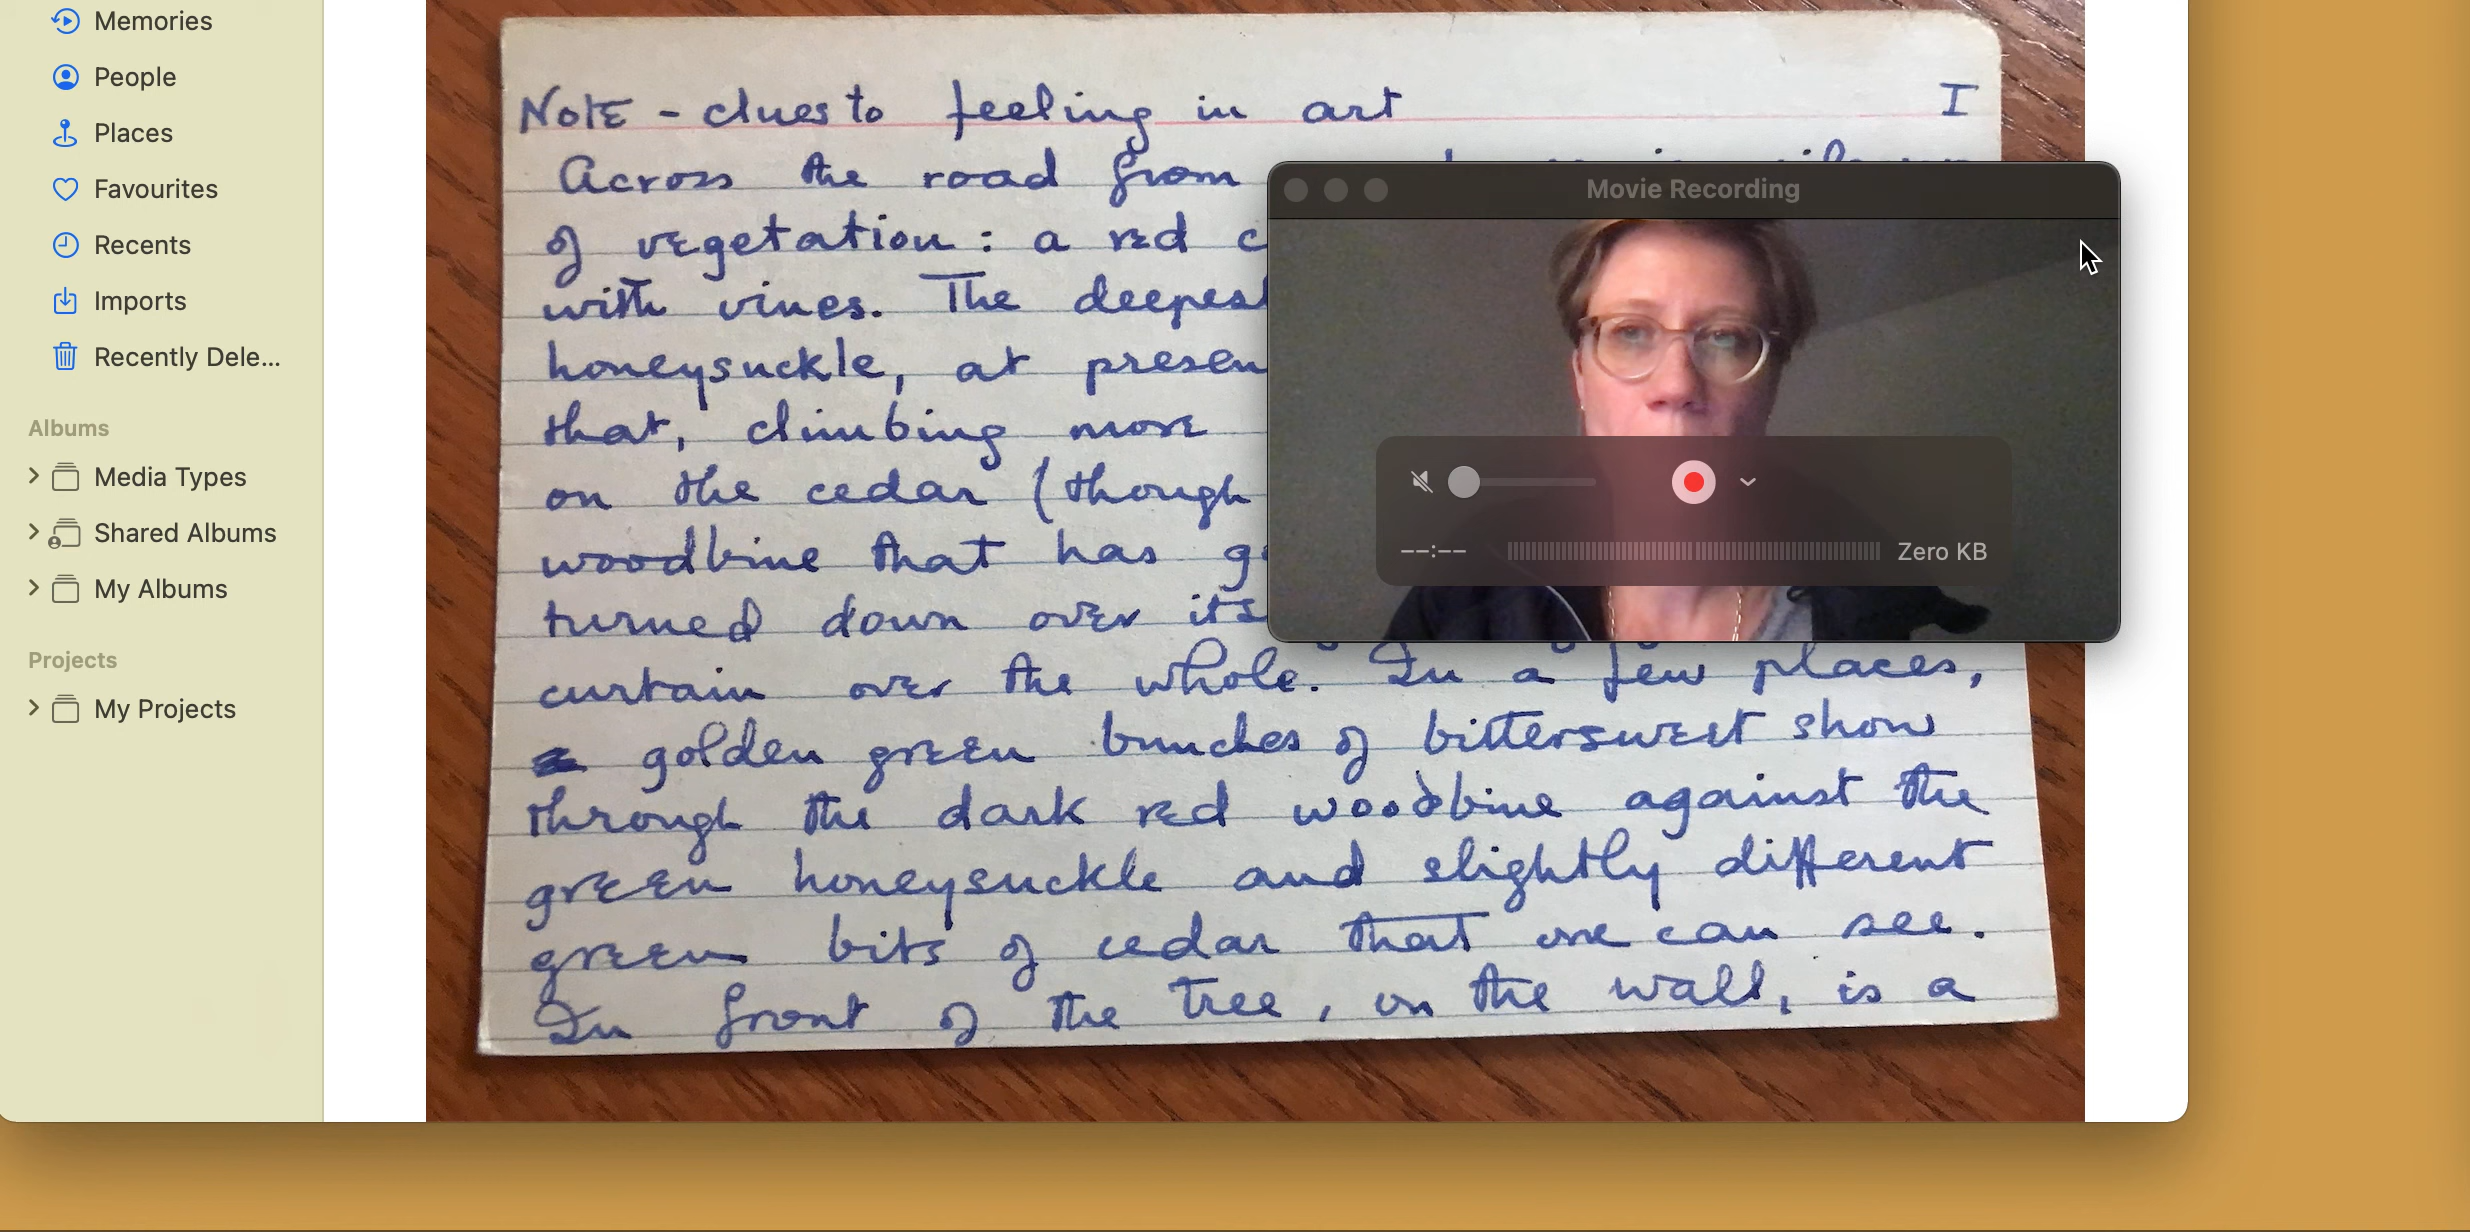 Memories
People
Places
Favourites
Recents
Imports
Recently Dele...
Albums
Media Types
Shared Albums
My Albums
Projects
My Projects
NOTE - clues to feeling in art I
Across the road from
of vegetation: a red c
with vines. The deepest
honeysuckle, at presen
that, climbing more
on the cedar (though
woodbine that has g
turned down over its
curtain over the whole. In a few places,
golden green bunches of bittersweet show
through the dark red woodbine against the
green honeysuckle and slightly different
green bits of cedar that one can see.
In front of the tree, on the wall, is a
Movie Recording
--:-- Zero KB